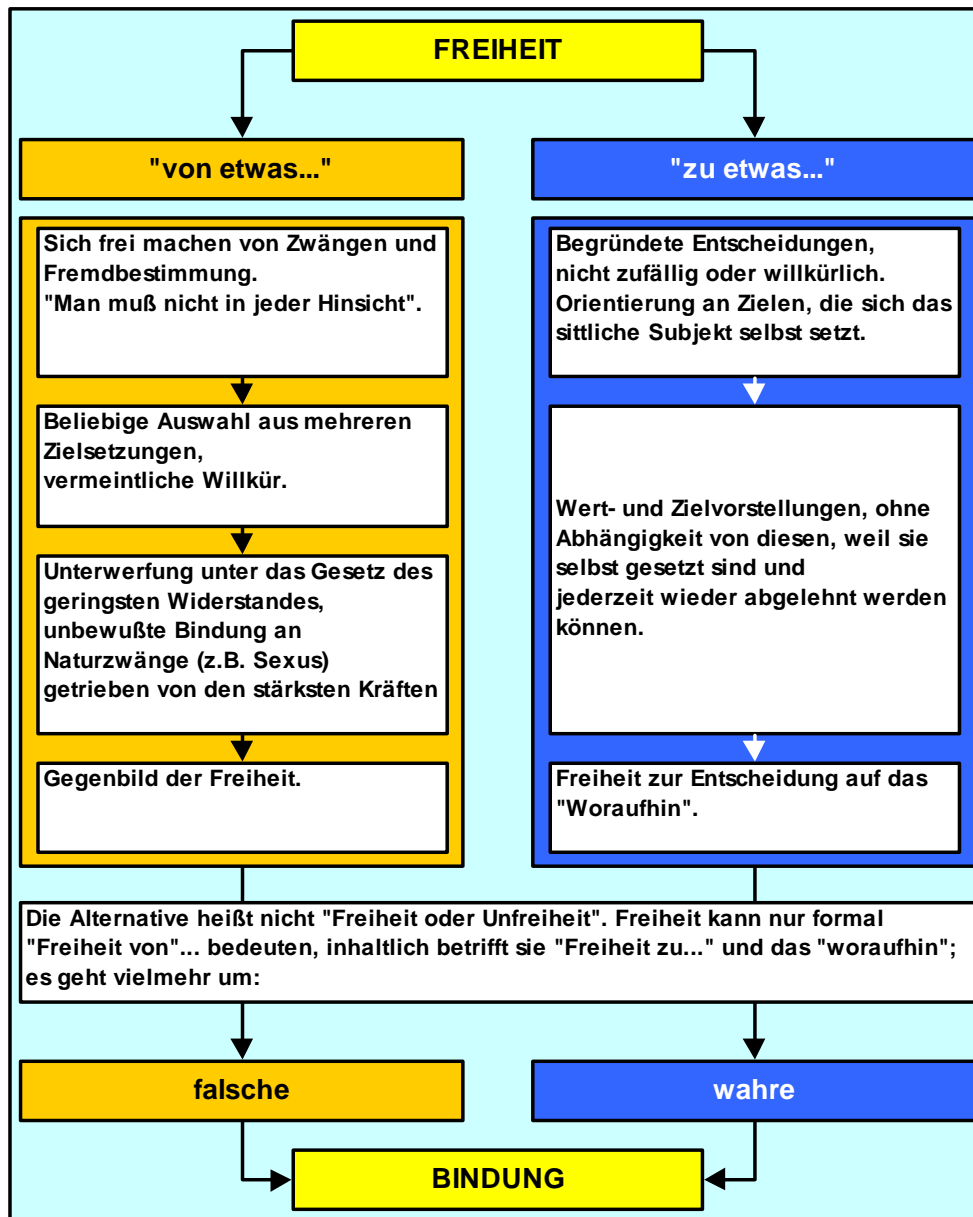 FREIHEIT
"von etwas..."
"zu etwas..."
Sich frei machen von Zwängen und
Fremdbestimmung.
"Man muß nicht in jeder Hinsicht".
Beliebige Auswahl aus mehreren
Zielsetzungen,
vermeintliche Willkür.
Unterwerfung unter das Gesetz des
geringsten Widerstandes,
unbewußte Bindung an
Naturzwänge (z.B. Sexus)
getrieben von den stärksten Kräften
Gegenbild der Freiheit.
Begründete Entscheidungen,
nicht zufällig oder willkürlich.
Orientierung an Zielen, die sich das
sittliche Subjekt selbst setzt.
Wert- und Zielvorstellungen, ohne
Abhängigkeit von diesen, weil sie
selbst gesetzt sind und
jederzeit wieder abgelehnt werden
können.
Freiheit zur Entscheidung auf das
"Woraufhin".
Die Alternative heißt nicht "Freiheit oder Unfreiheit". Freiheit kann nur formal
"Freiheit von"... bedeuten, inhaltlich betrifft sie "Freiheit zu..." und das "woraufhin";
es geht vielmehr um:
falsche
wahre
BINDUNG